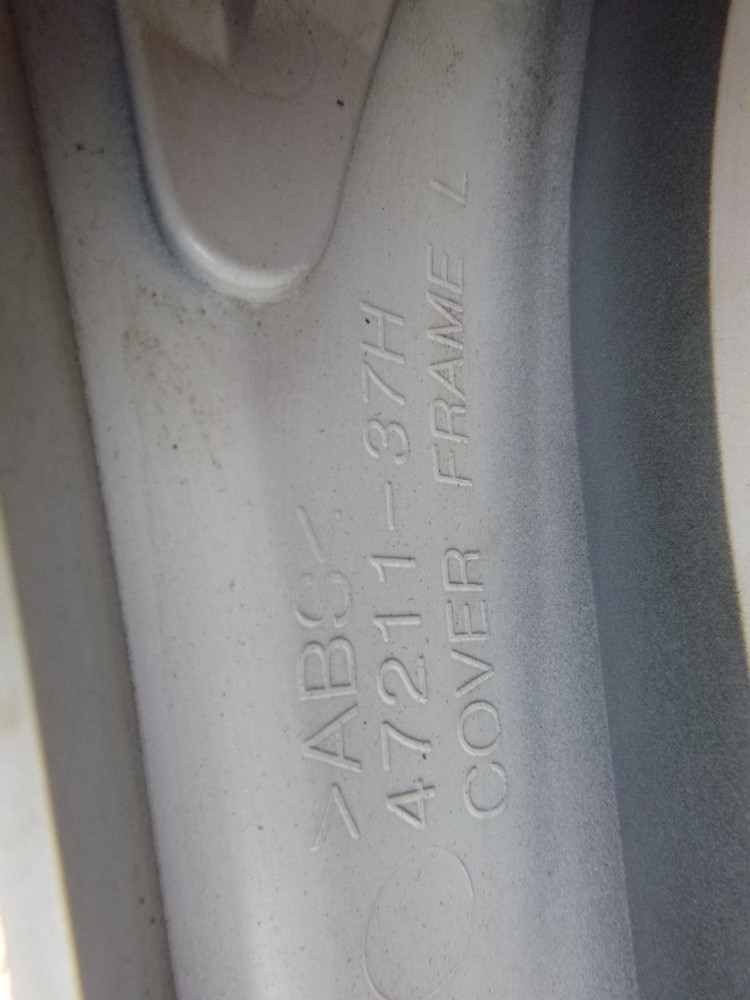 >ABS<
47211-37H
COVER FRAME L